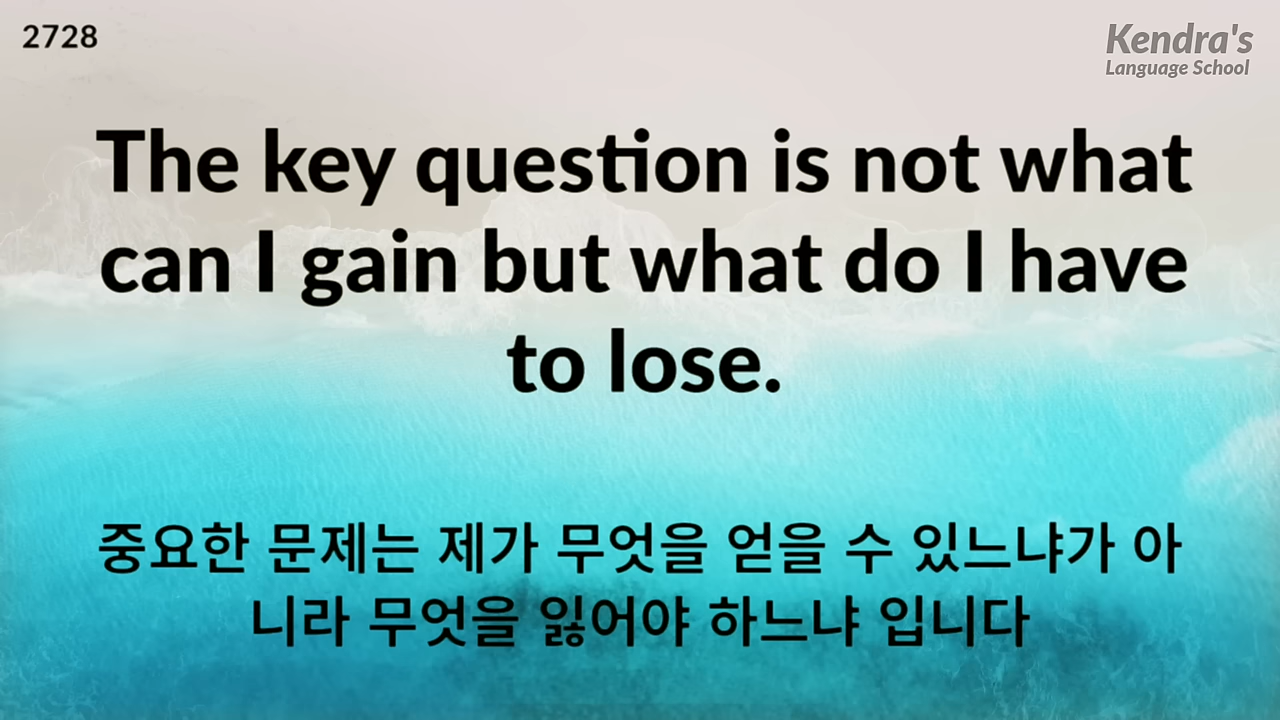 2728
Kendra's
Language School
The key question is not what
can I gain but what do I have
to lose.
중요한 문제는 제가 무엇을 얻을 수 있느냐가 아
니라 무엇을 잃어야 하느냐 입니다